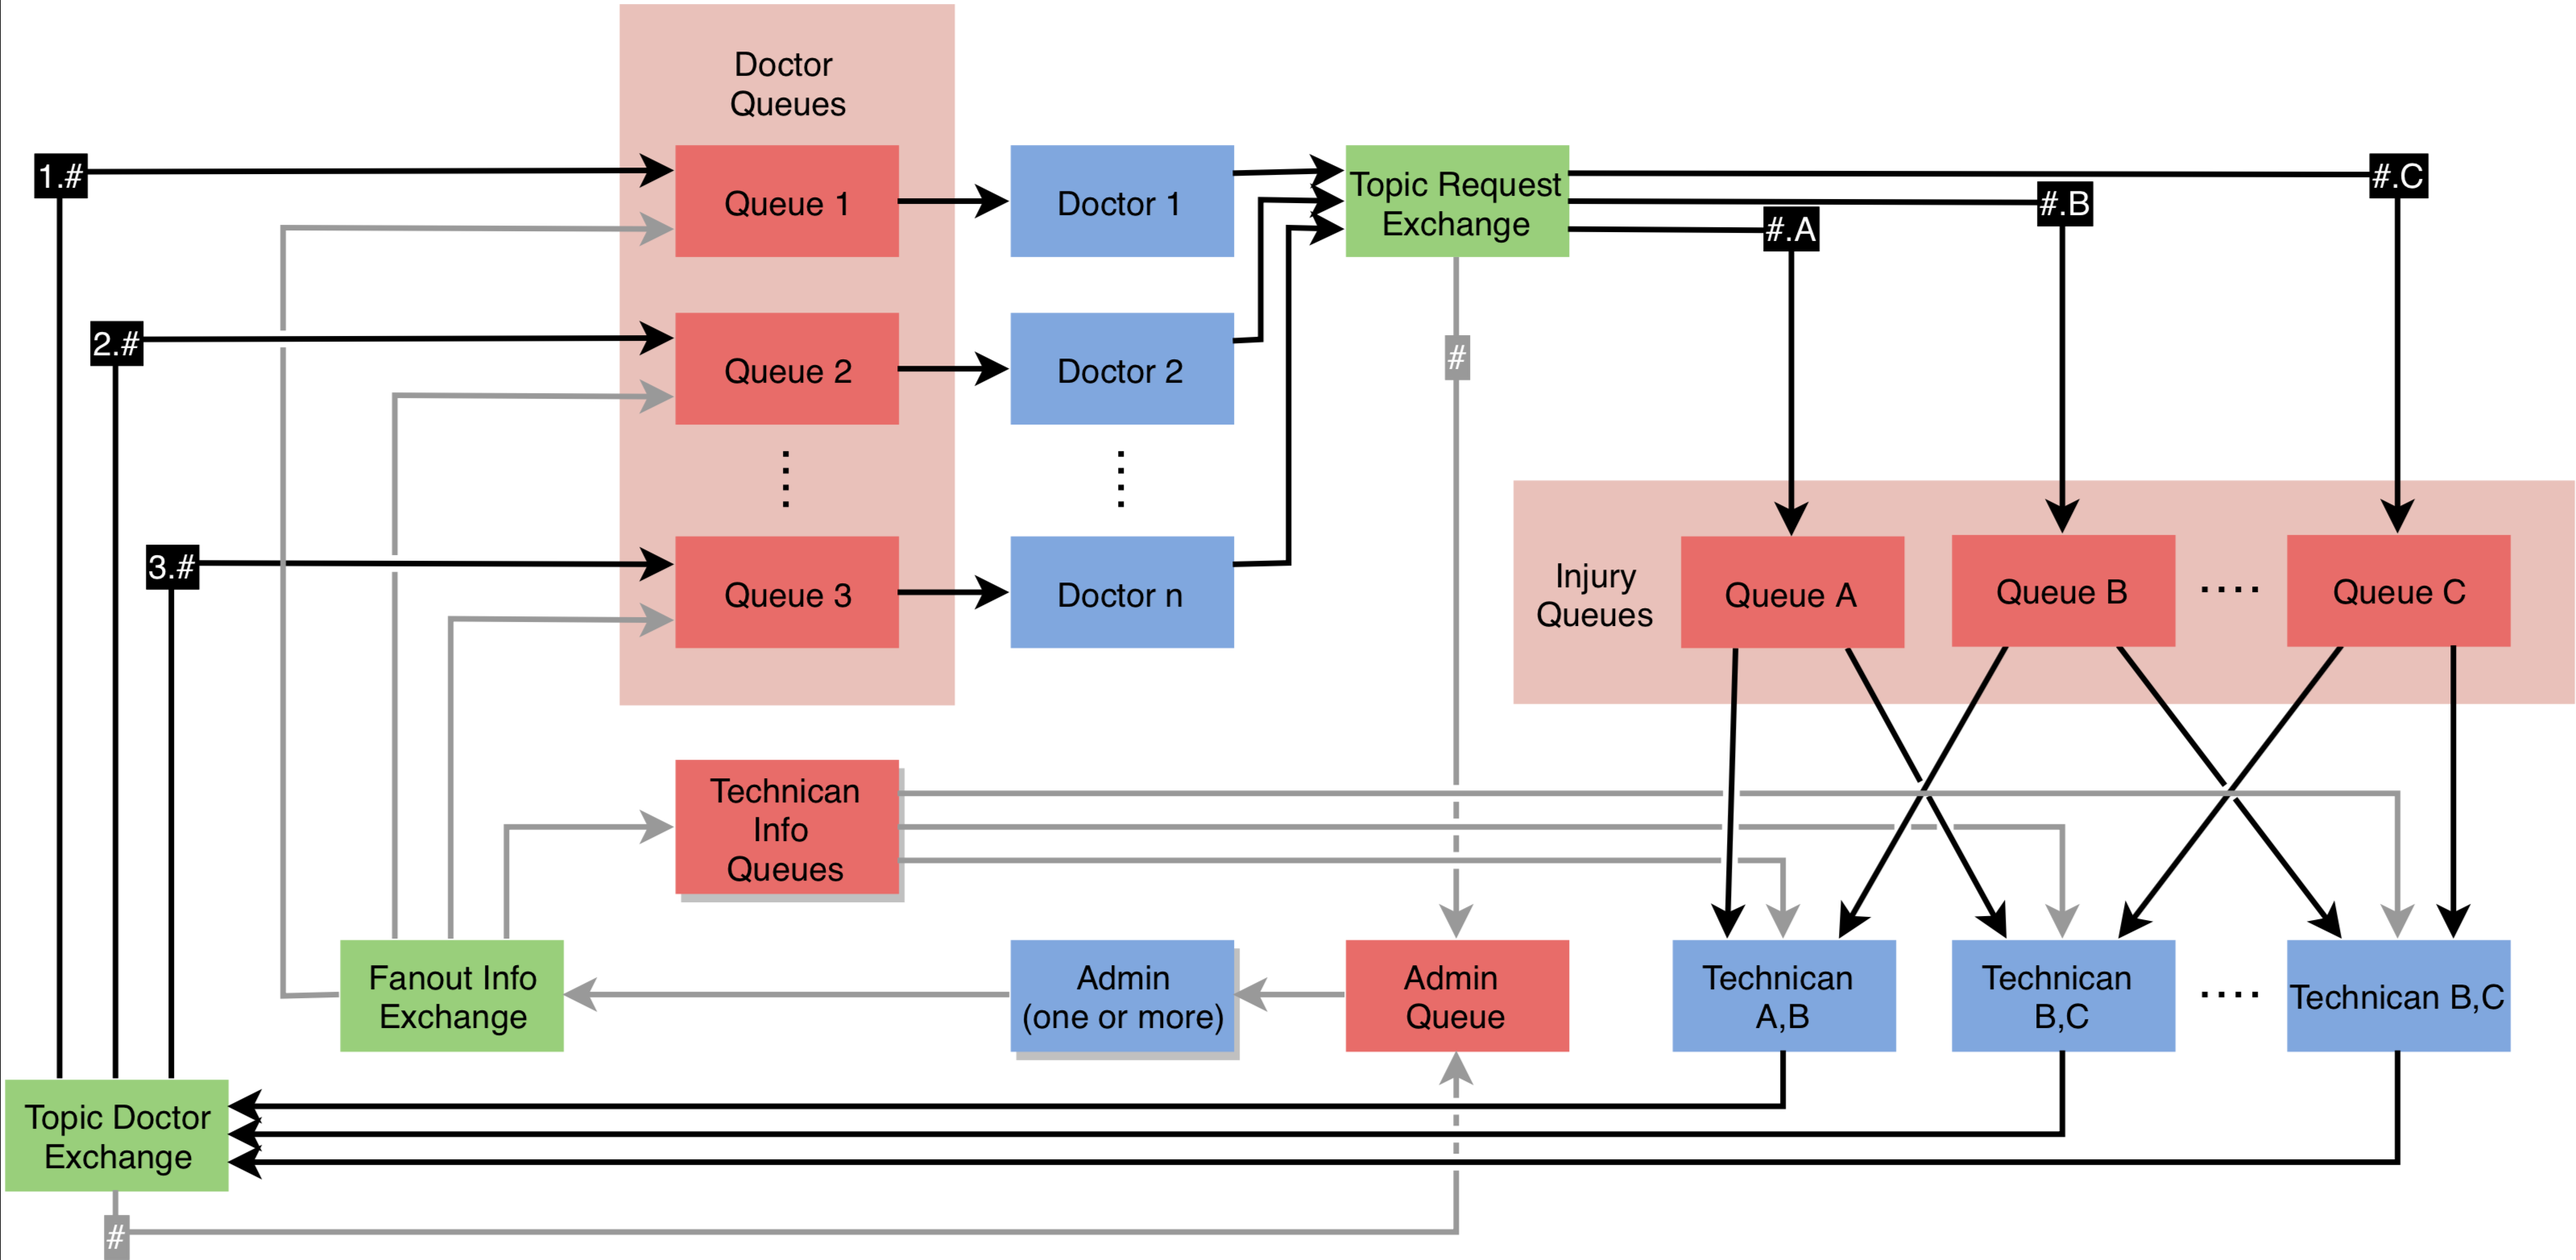 Doctor
Queues
1.#
Queue 1
Doctor 1
Topic Request
Exchange
#.C
#.B
#.A
2.#
Queue 2
Doctor 2
#
3.#
Queue 3
Doctor n
Injury
Queues
Queue A
Queue B
Queue C
Technican
Info
Queues
Fanout Info
Exchange
Admin
(one or more)
Admin
Queue
Technican
A,B
Technican
B,C
Technican B,C
Topic Doctor
Exchange
#